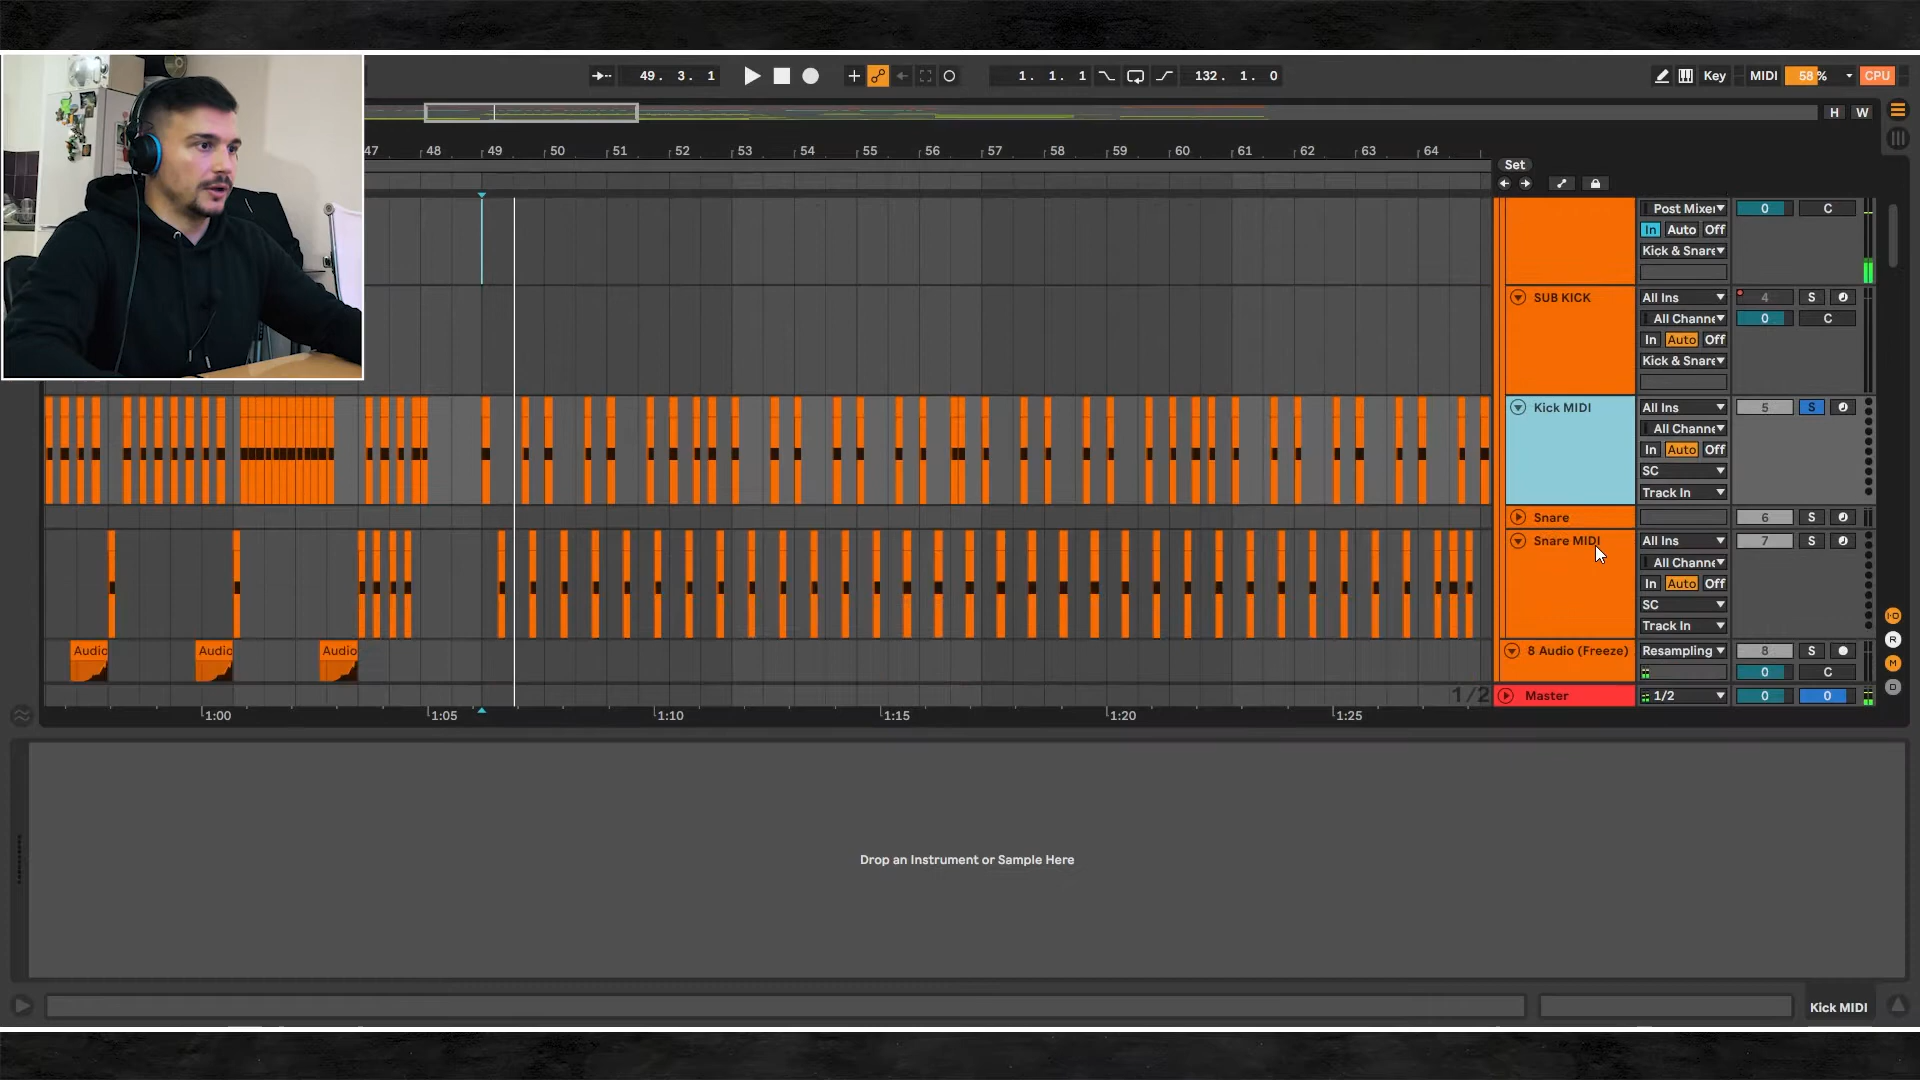 49. 3. 1
1. 1. 1
132. 1. 0
Key
MIDI
58 %
CPU
H
W
47 48 49 50 51 52 53 54 55 56 57 58 59 60 61 62 63 64
Set
Post Mixer
0
C
In Auto Off
Kick & Snare
SUB KICK
All Ins
4
S
All Channe
0
C
In Auto Off
Kick & Snare
Kick MIDI
All Ins
5
S
All Channe
In Auto Off
SC
Track In
Snare
6
S
Snare MIDI
All Ins
7
S
All Channe
In Auto Off
SC
Track In
Audio Audio Audio
8 Audio (Freeze)
Resampling
8
S
0
C
1/2
Master
1/2
0
0
I·O
R
M
D
1:00 1:05 1:10 1:15 1:20 1:25
Drop an Instrument or Sample Here
Kick MIDI